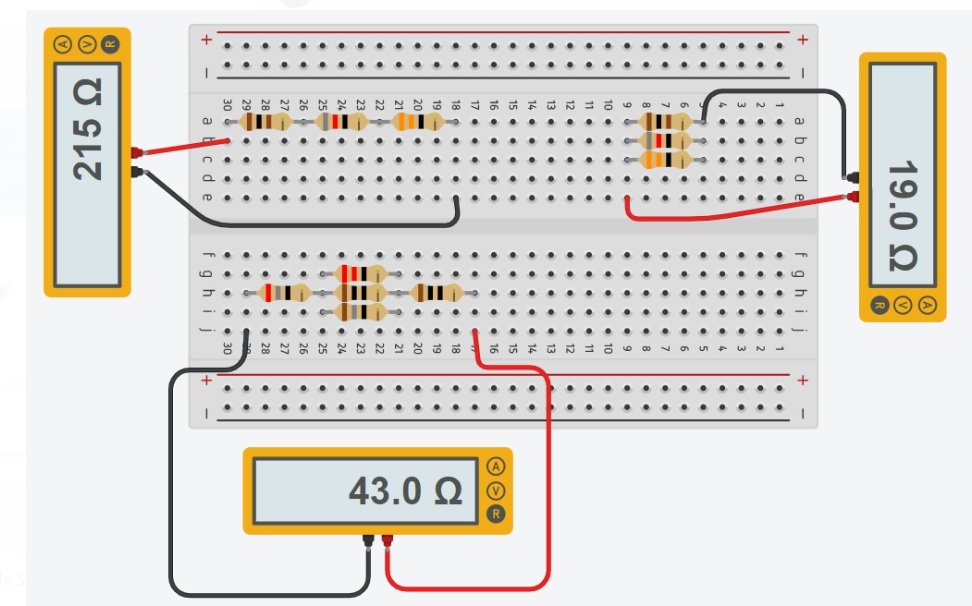 A V R
215 Ω
+ +
− −
30 29 28 27 26 25 24 23 22 21 20 19 18 17 16 15 14 13 12 11 10 9 8 7 6 5 4 3 2 1
a a
b b
c c
d d
e e
19.0 Ω
R V A
f f
g g
h h
i i
j j
30 28 27 26 25 24 23 22 21 20 19 18 17 16 15 14 13 12 11 10 9 8 7 6 5 4 3 2 1
+ +
− −
43.0 Ω
A
V
R